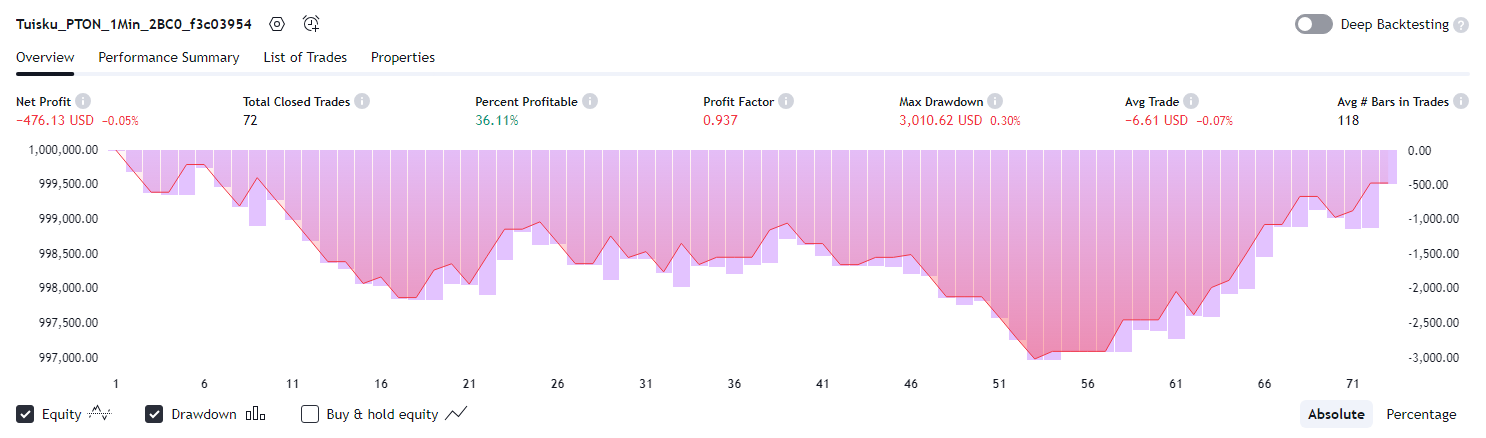 Tuisku_PTON_1Min_2BC0_f3c03954 Deep Backtesting
Overview Performance Summary List of Trades Properties
Net Profit Total Closed Trades Percent Profitable Profit Factor Max Drawdown Avg Trade Avg # Bars in Trades
−476.13 USD −0.05% 72 36.11% 0.937 3,010.62 USD 0.30% −6.61 USD −0.07% 118
1,000,000.00 0.00
999,500.00 -500.00
999,000.00 -1,000.00
998,500.00 -1,500.00
998,000.00 -2,000.00
997,500.00 -2,500.00
997,000.00 -3,000.00
1 6 11 16 21 26 31 36 41 46 51 56 61 66 71
Equity Drawdown Buy & hold equity Absolute Percentage